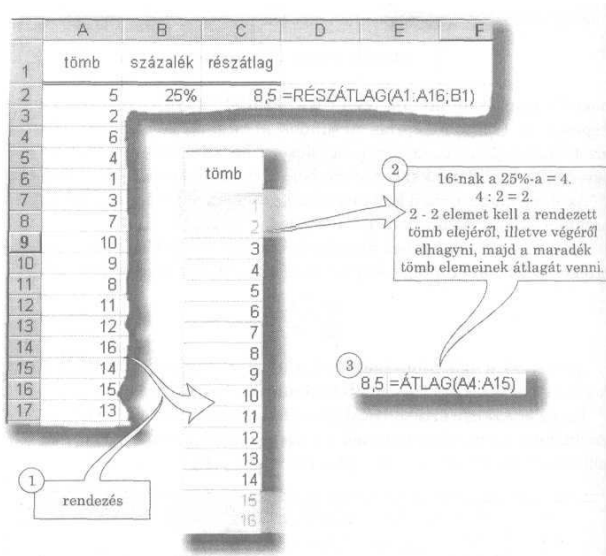 A B C D E F
1 tömb százalék részátlag
2 5 25% 8,5 =RÉSZÁTLAG(A1:A16;B1)
3 2
4 6
5 4
6 1
7 3
8 7
9 10
10 9
11 8
12 11
13 12
14 16
15 14
16 15
17 13
1
rendezés
tömb
1
2
3
4
5
6
7
8
9
10
11
12
13
14
15
16
2
16-nak a 25%-a = 4.
4 : 2 = 2.
2 - 2 elemet kell a rendezett
tömb elejéről, illetve végéről
elhagyni, majd a maradék
tömb elemeinek átlagát venni.
3
8,5 =ÁTLAG(A4:A15)